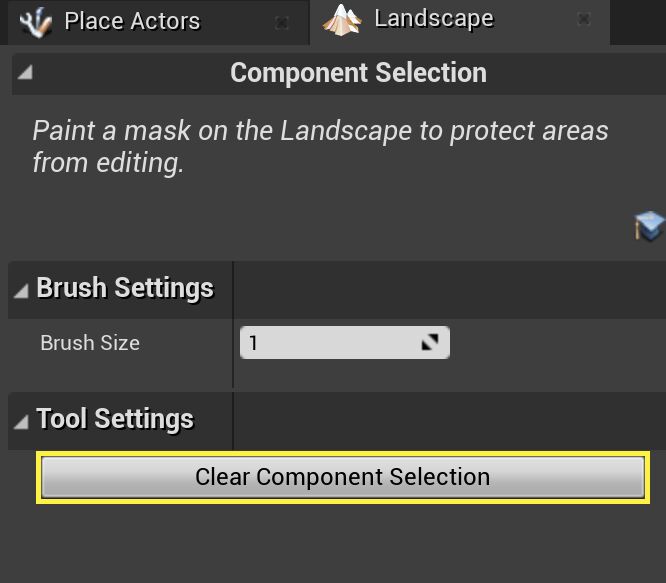 Place Actors
Landscape
Component Selection
Paint a mask on the Landscape to protect areas
from editing.
Brush Settings
Brush Size
1
Tool Settings
Clear Component Selection